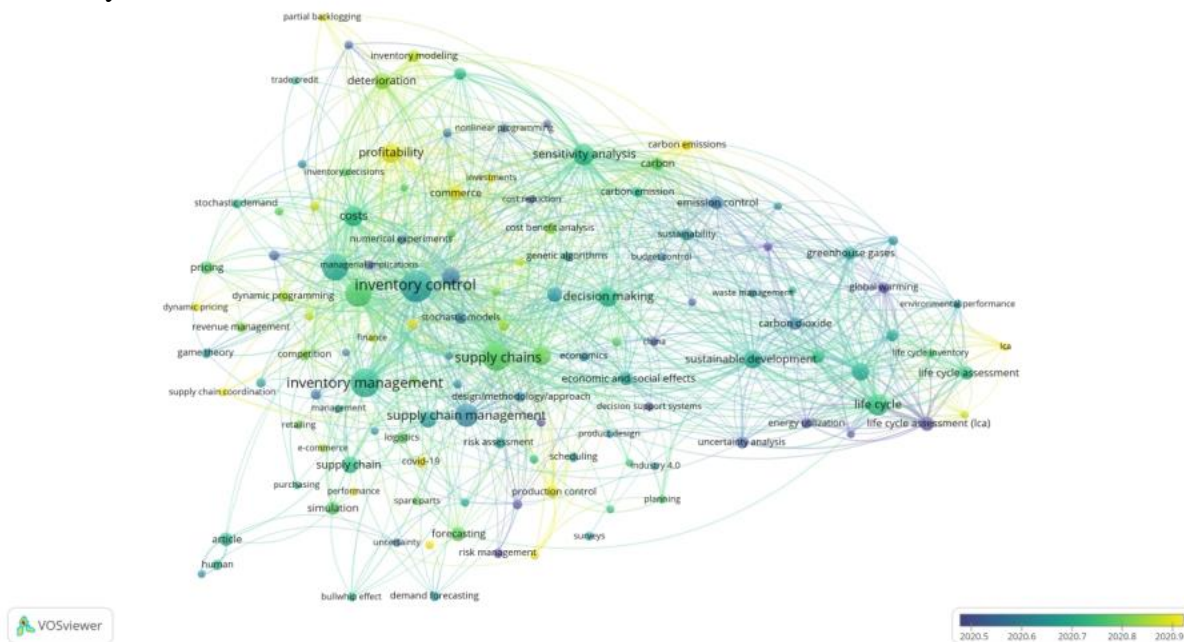 partial backlogging
inventory modeling
trade credit
deterioration
nonlinear programming
profitability
sensitivity analysis
carbon emissions
carbon
inventory decisions
investments
commerce
cost reduction
carbon emission
emission control
stochastic demand
costs
cost benefit analysis
numerical experiments
sustainability
managerial implications
genetic algorithms
budget control
greenhouse gases
pricing
inventory control
global warming
dynamic programming
decision making
waste management
environmental performance
dynamic pricing
revenue management
stochastic models
carbon dioxide
finance
china
game theory
competition
supply chains
economics
sustainable development
life cycle inventory
lca
inventory management
economic and social effects
life cycle assessment
supply chain coordination
design/methodology/approach
management
supply chain management
decision support systems
life cycle
retailing
energy utilization
life cycle assessment (lca)
logistics
risk assessment
product design
uncertainty analysis
e-commerce
supply chain
covid-19
scheduling
industry 4.0
purchasing
performance
production control
simulation
spare parts
planning
article
forecasting
surveys
uncertainty
risk management
human
bullwhip effect
demand forecasting
VOSviewer
2020.5 2020.6 2020.7 2020.8 2020.9